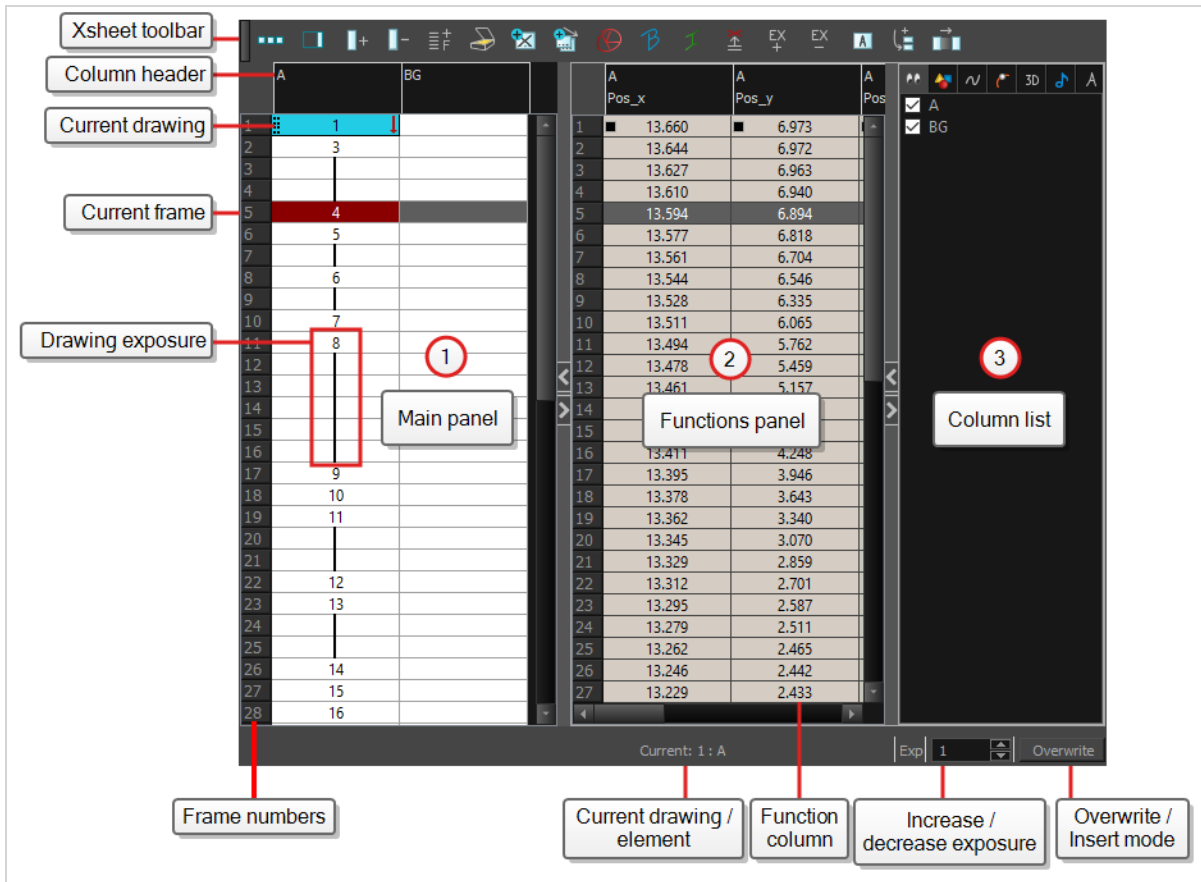 Xsheet toolbar
EX EX A
Column header
A BG
A A A
Pos_x Pos_y Pos
3D A
A
BG
Current drawing
1 1 1 13.660 6.973
2 3 2 13.644 6.972
3 3 13.627 6.963
4 4 13.610 6.940
Current frame
5 4 5 13.594 6.894
6 5 6 13.577 6.818
7 7 13.561 6.704
8 6 8 13.544 6.546
9 9 13.528 6.335
10 7 10 13.511 6.065
Drawing exposure
11 8 11 13.494 5.762
12 12 13.478 5.459
13 13 13.461 5.157
1 2 3
Main panel Functions panel Column list
14 14
15 15
16 16 13.411 4.248
17 9 17 13.395 3.946
18 10 18 13.378 3.643
19 11 19 13.362 3.340
20 20 13.345 3.070
21 21 13.329 2.859
22 12 22 13.312 2.701
23 13 23 13.295 2.587
24 24 13.279 2.511
25 25 13.262 2.465
26 14 26 13.246 2.442
27 15 27 13.229 2.433
28 16
Current: 1 : A Exp 1 Overwrite
Frame numbers
Current drawing /
element
Function
column
Increase /
decrease exposure
Overwrite /
Insert mode